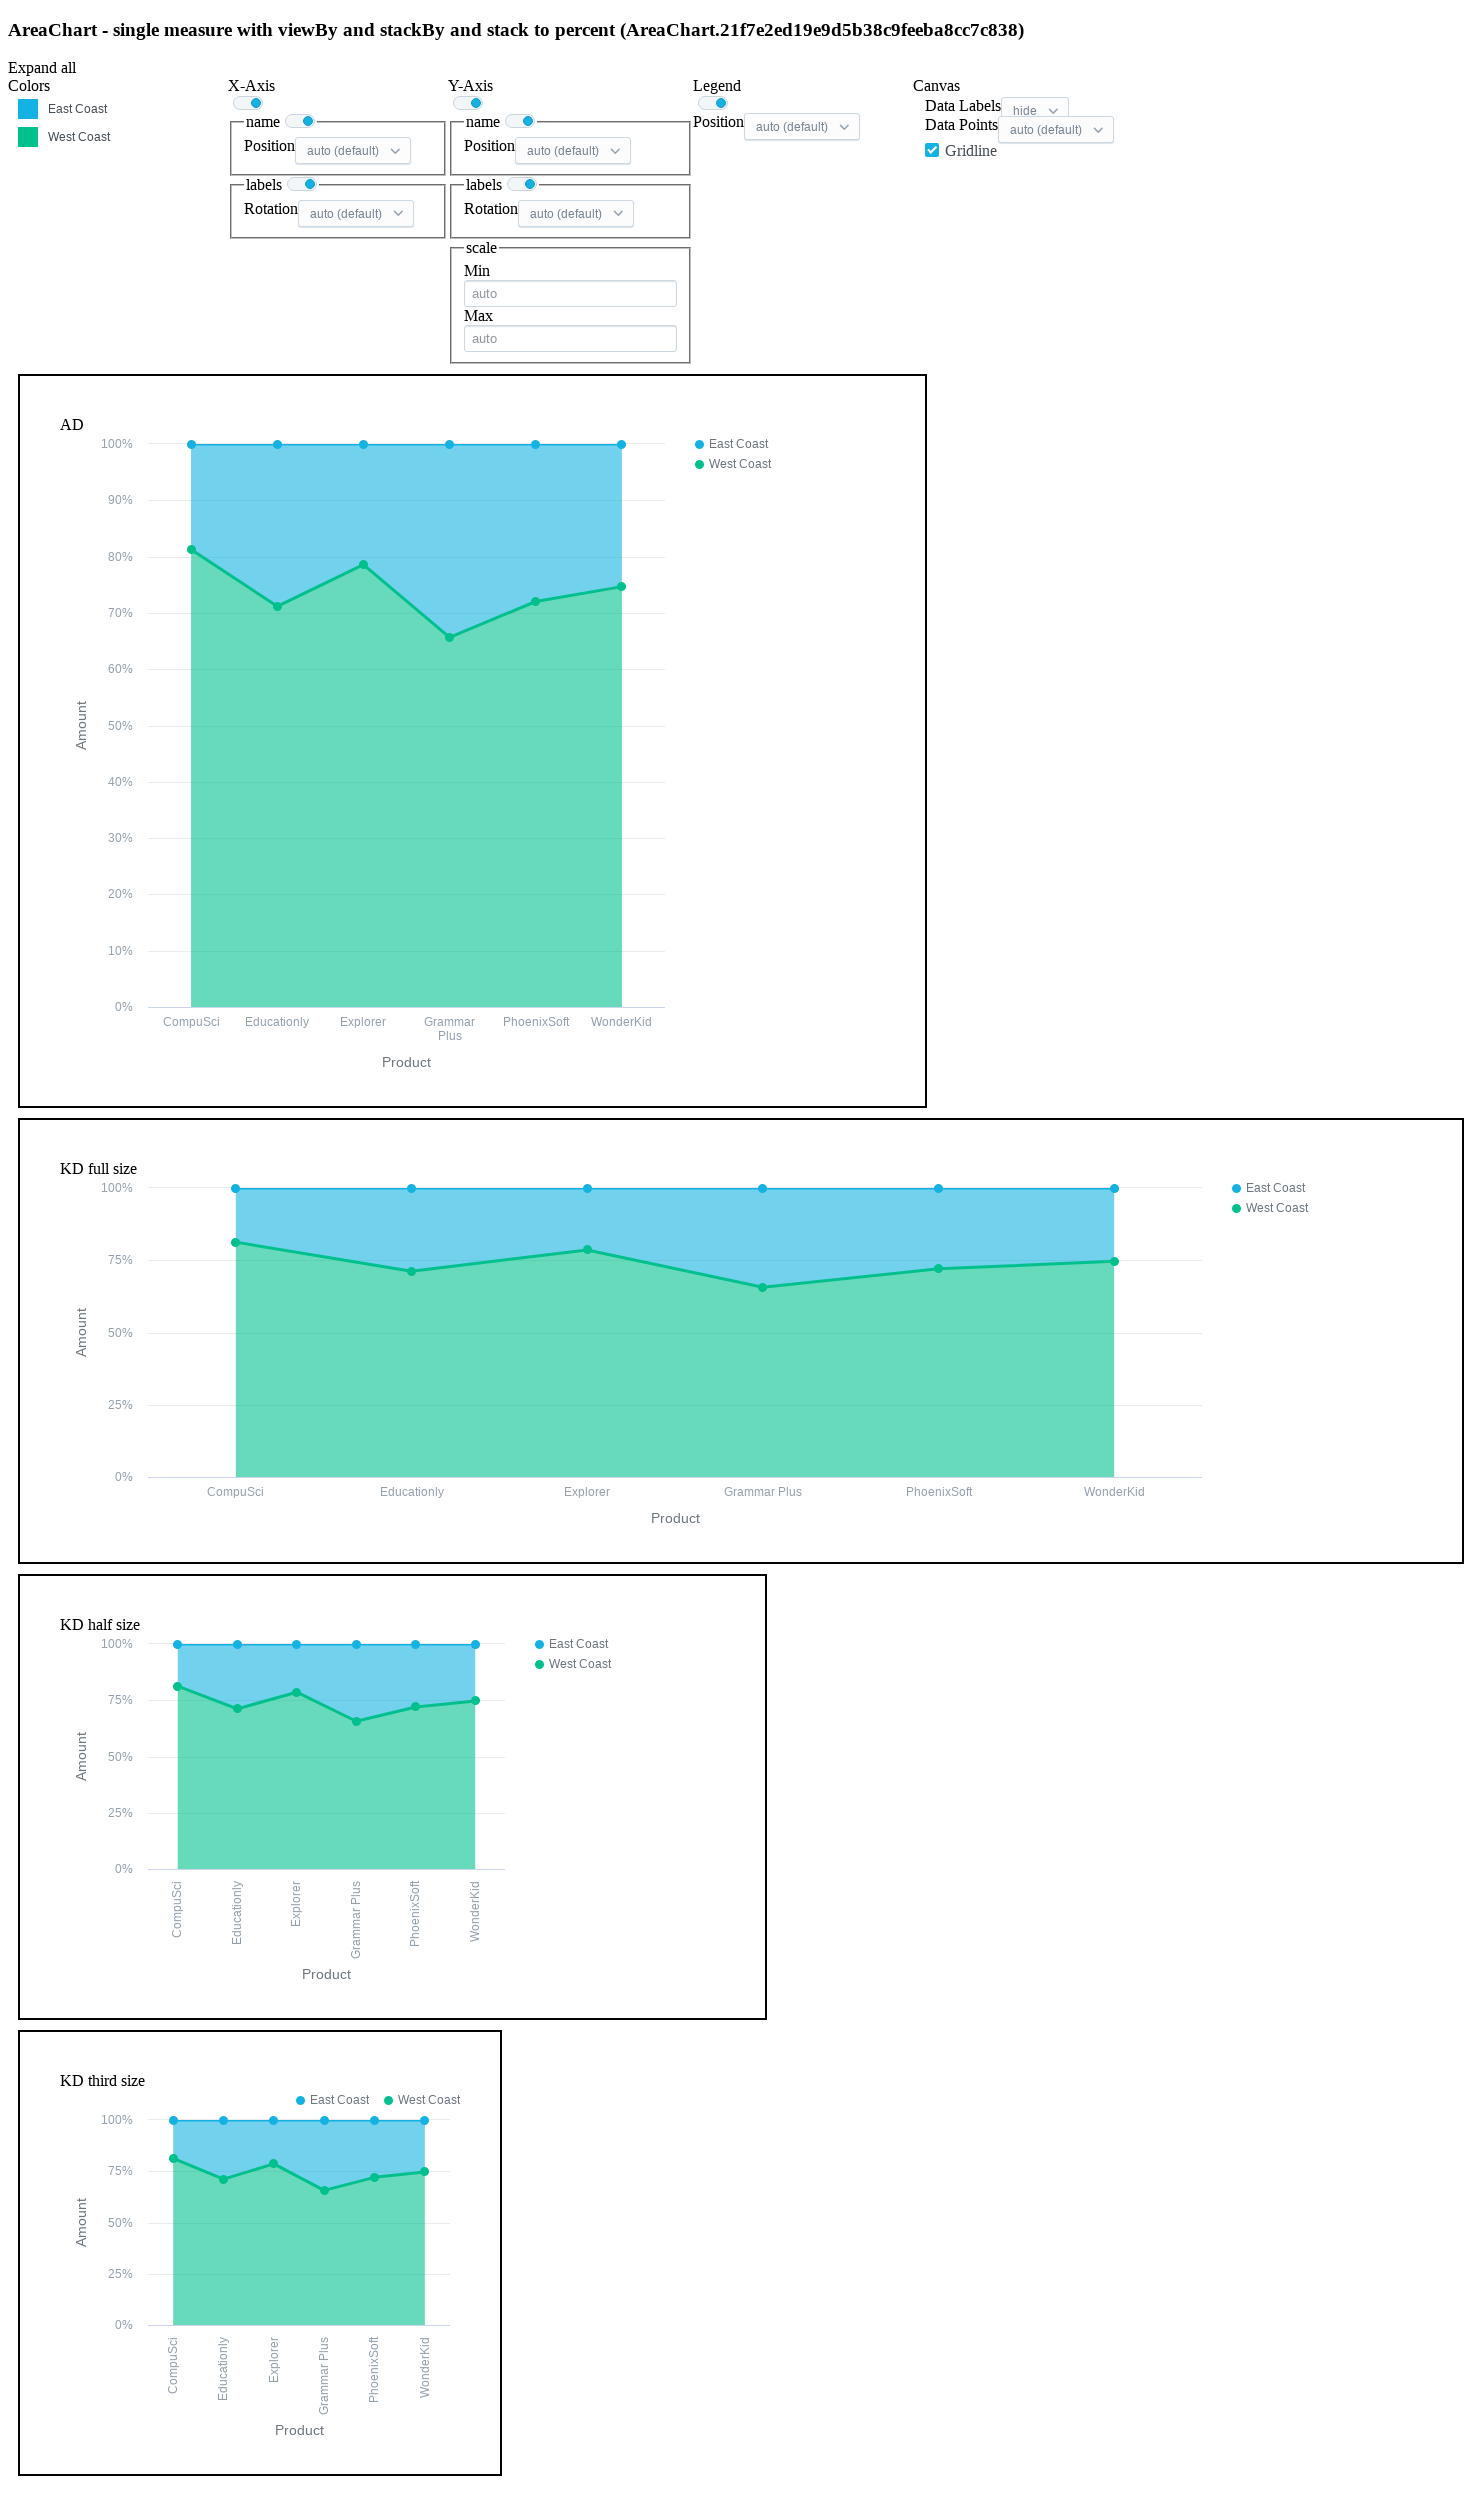 AreaChart - single measure with viewBy and stackBy and stack to percent (AreaChart.21f7e2ed19e9d5b38c9feeba8cc7c838)
Expand all
Colors
East Coast
West Coast
X-Axis
name
Position auto (default)
labels
Rotation auto (default)
Y-Axis
name
Position auto (default)
labels
Rotation auto (default)
scale
Min
auto
Max
auto
Legend
Position auto (default)
Canvas
Data Labels hide
Data Points auto (default)
Gridline
AD
100%
90%
80%
70%
60%
50%
40%
30%
20%
10%
0%
Amount
CompuSci Educationly Explorer Grammar PhoenixSoft WonderKid
Plus
Product
East Coast
West Coast
KD full size
100%
75%
50%
25%
0%
Amount
CompuSci Educationly Explorer Grammar Plus PhoenixSoft WonderKid
Product
East Coast
West Coast
KD half size
100%
75%
50%
25%
0%
Amount
CompuSci
Educationly
Explorer
Grammar Plus
PhoenixSoft
WonderKid
Product
East Coast
West Coast
KD third size
East Coast West Coast
100%
75%
50%
25%
0%
Amount
CompuSci
Educationly
Explorer
Grammar Plus
PhoenixSoft
WonderKid
Product